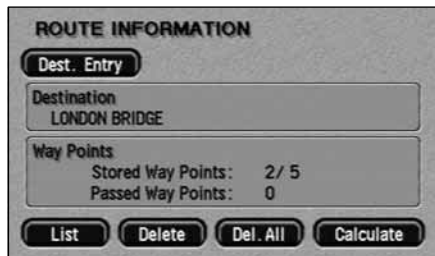 ROUTE INFORMATION
Dest. Entry
Destination
LONDON BRIDGE
Way Points
Stored Way Points: 2/ 5
Passed Way Points: 0
List Delete Del. All Calculate